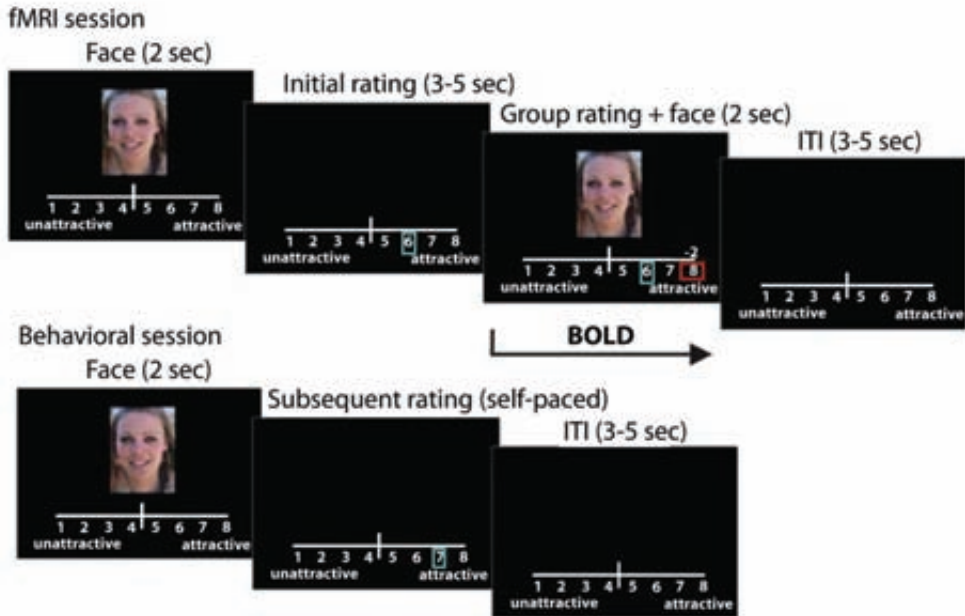 fMRI session
Face (2 sec)
1 2 3 4 5 6 7 8
unattractive attractive
Initial rating (3-5 sec)
1 2 3 4 5 6 7 8
unattractive attractive
Group rating + face (2 sec)
-2
1 2 3 4 5 6 7 8
unattractive attractive
ITI (3-5 sec)
1 2 3 4 5 6 7 8
unattractive attractive
BOLD
Behavioral session
Face (2 sec)
1 2 3 4 5 6 7 8
unattractive attractive
Subsequent rating (self-paced)
1 2 3 4 5 6 7 8
unattractive attractive
ITI (3-5 sec)
1 2 3 4 5 6 7 8
unattractive attractive